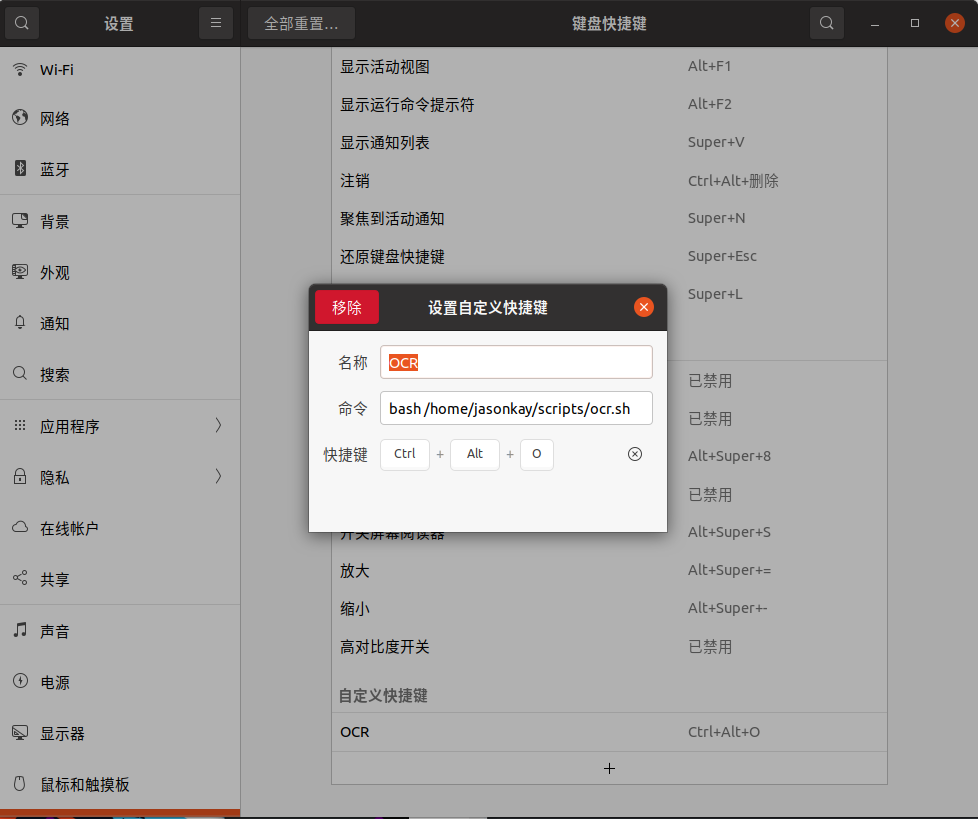 设置
全部重置…
键盘快捷键
Wi-Fi
网络
蓝牙
背景
外观
通知
搜索
应用程序
隐私
在线帐户
共享
声音
电源
显示器
鼠标和触摸板
显示活动视图 Alt+F1
显示运行命令提示符 Alt+F2
显示通知列表 Super+V
注销 Ctrl+Alt+删除
聚焦到活动通知 Super+N
还原键盘快捷键 Super+Esc
Super+L
移除 设置自定义快捷键
名称 OCR
命令 bash /home/jasonkay/scripts/ocr.sh
快捷键 Ctrl + Alt + O
已禁用
已禁用
Alt+Super+8
已禁用
开关屏幕阅读器 Alt+Super+S
放大 Alt+Super+=
缩小 Alt+Super+-
高对比度开关 已禁用
自定义快捷键
OCR Ctrl+Alt+O
+